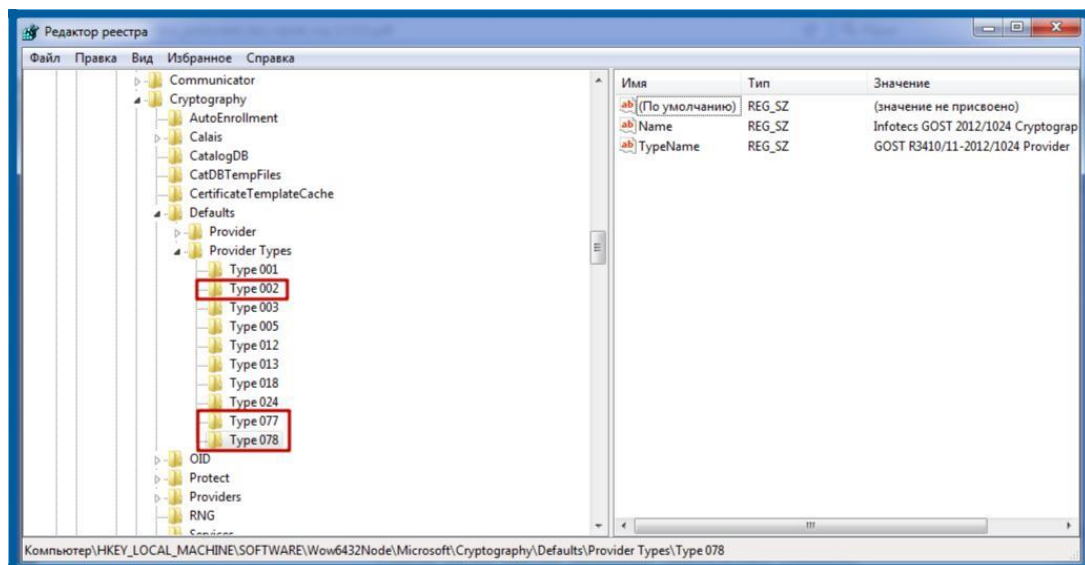 Редактор реестра
Файл Правка Вид Избранное Справка
Communicator
Cryptography
AutoEnrollment
Calais
CatalogDB
CatDBTempFiles
CertificateTemplateCache
Defaults
Provider
Provider Types
Type 001
Type 002
Type 003
Type 005
Type 012
Type 013
Type 018
Type 024
Type 077
Type 078
OID
Protect
Providers
RNG
Services
Имя Тип Значение
(По умолчанию) REG_SZ (значение не присвоено)
Name REG_SZ Infotecs GOST 2012/1024 Cryptograp
TypeName REG_SZ GOST R3410/11-2012/1024 Provider
Компьютер\HKEY_LOCAL_MACHINE\SOFTWARE\Wow6432Node\Microsoft\Cryptography\Defaults\Provider Types\Type 078